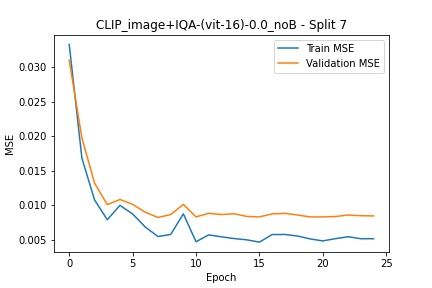 CLIP_image+IQA-(vit-16)-0.0_noB - Split 7
Train MSE
Validation MSE
MSE
0.030
0.025
0.020
0.015
0.010
0.005
0
5
10
15
20
25
Epoch